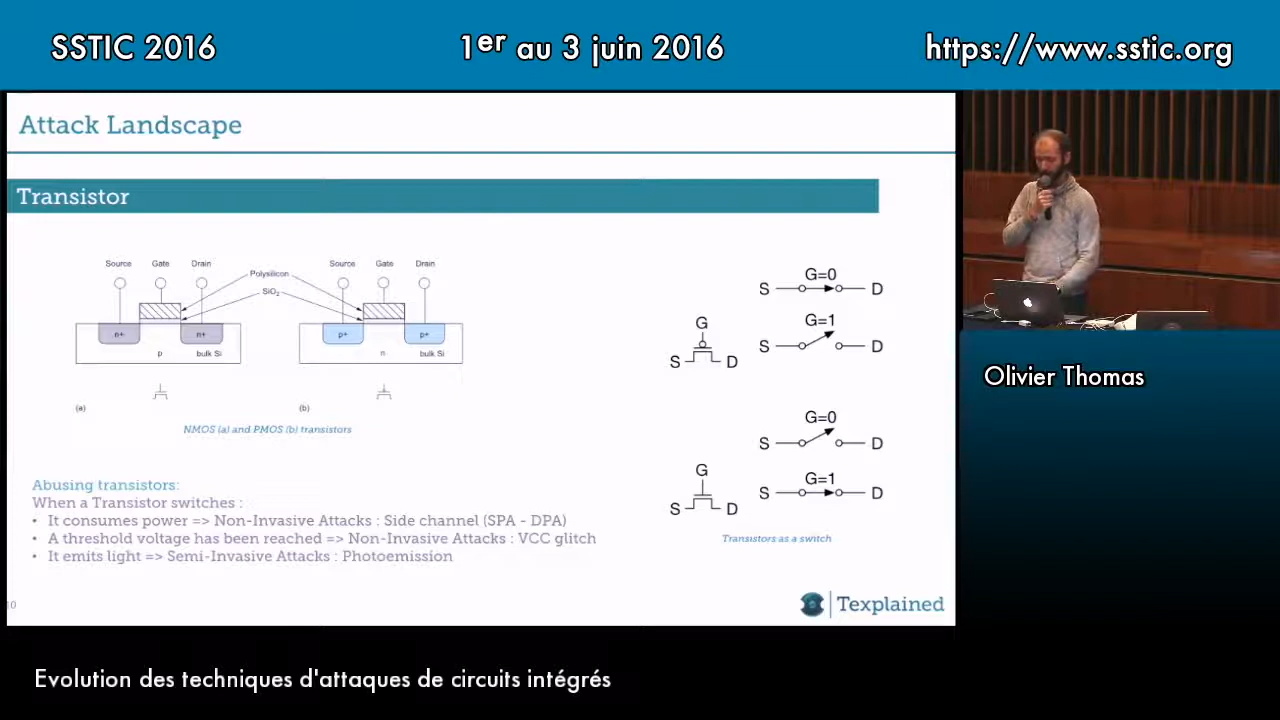 SSTIC 2016
1er au 3 juin 2016
https://www.sstic.org
Attack Landscape
Transistor
Source Gate Drain
Source Gate Drain
Polysilicon
SiO2
n+ n+
p bulk Si
p+ p+
n bulk Si
(a)
(b)
NMOS (a) and PMOS (b) transistors
G
S D
G=0
S D
G=1
S D
G
S D
G=0
S D
G=1
S D
Transistors as a switch
Abusing transistors:
When a Transistor switches :
• It consumes power => Non-Invasive Attacks : Side channel (SPA - DPA)
• A threshold voltage has been reached => Non-Invasive Attacks : VCC glitch
• It emits light => Semi-Invasive Attacks : Photoemission
10
Texplained
Olivier Thomas
Evolution des techniques d'attaques de circuits intégrés